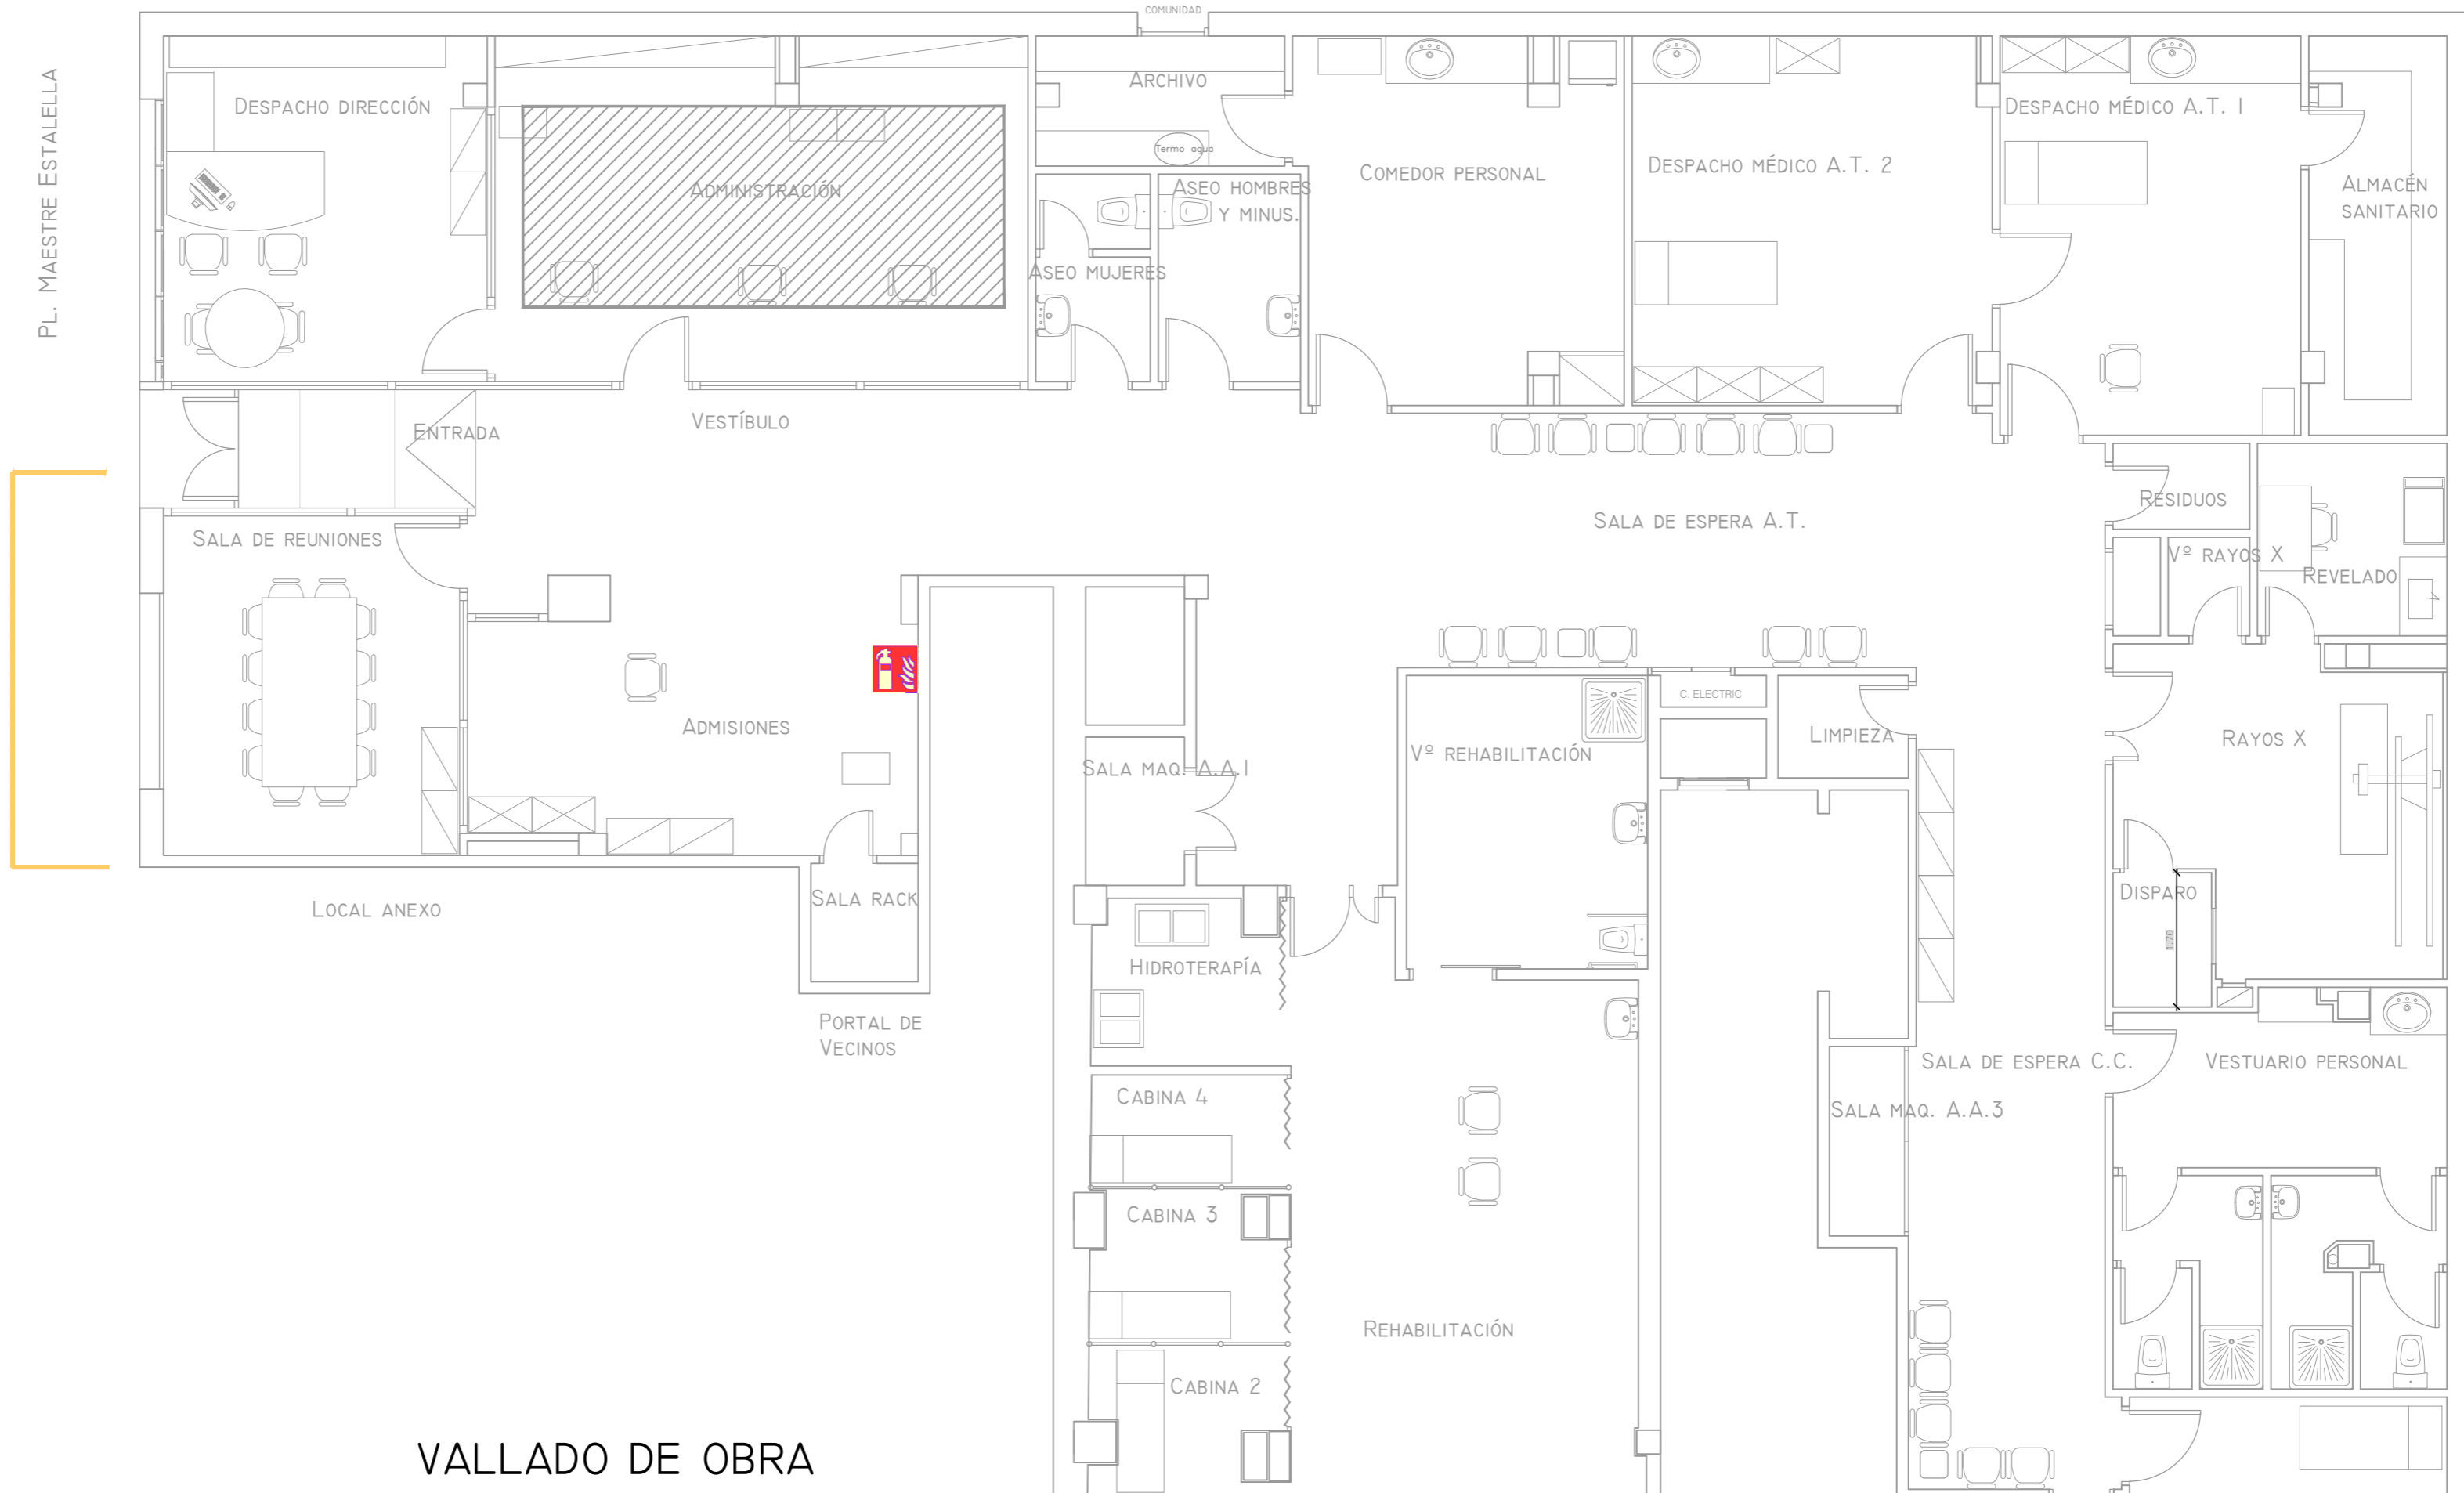 COMUNIDAD
PL. MAESTRE ESTALELLA
DESPACHO DIRECCIÓN
ADMINISTRACIÓN
ARCHIVO
Termo agua
ASEO HOMBRES
Y MINUS.
ASEO MUJERES
COMEDOR PERSONAL
DESPACHO MÉDICO A.T. 2
DESPACHO MÉDICO A.T. 1
ALMACÉN
SANITARIO
ENTRADA
VESTÍBULO
SALA DE REUNIONES
SALA DE ESPERA A.T.
RESIDUOS
Vº RAYOS X
REVELADO
ADMISIONES
SALA MAQ. A.A.1
Vº REHABILITACIÓN
C. ELECTRIC
LIMPIEZA
RAYOS X
LOCAL ANEXO
SALA RACK
DISPARO
1.70
HIDROTERAPÍA
PORTAL DE
VECINOS
CABINA 4
SALA DE ESPERA C.C.
VESTUARIO PERSONAL
SALA MAQ. A.A.3
CABINA 3
REHABILITACIÓN
CABINA 2
VALLADO DE OBRA